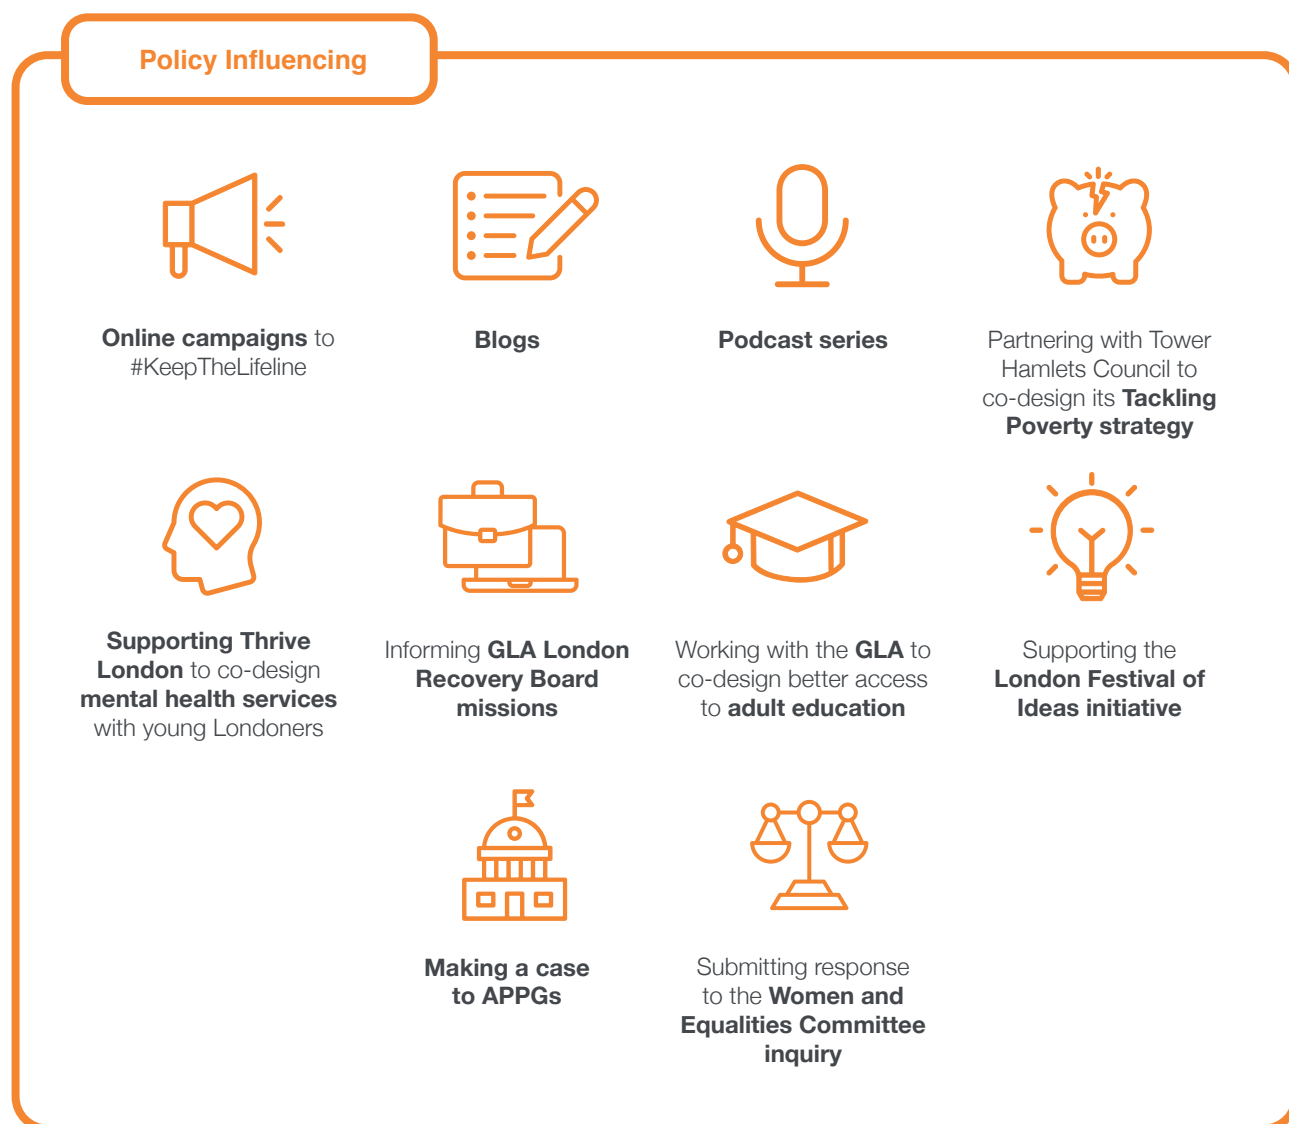 Policy Influencing
Online campaigns to
#KeepTheLifeline
Blogs
Podcast series
Partnering with Tower
Hamlets Council to
co-design its Tackling
Poverty strategy
Supporting Thrive
London to co-design
mental health services
with young Londoners
Informing GLA London
Recovery Board
missions
Working with the GLA to
co-design better access
to adult education
Supporting the
London Festival of
Ideas initiative
Making a case
to APPGs
Submitting response
to the Women and
Equalities Committee
inquiry